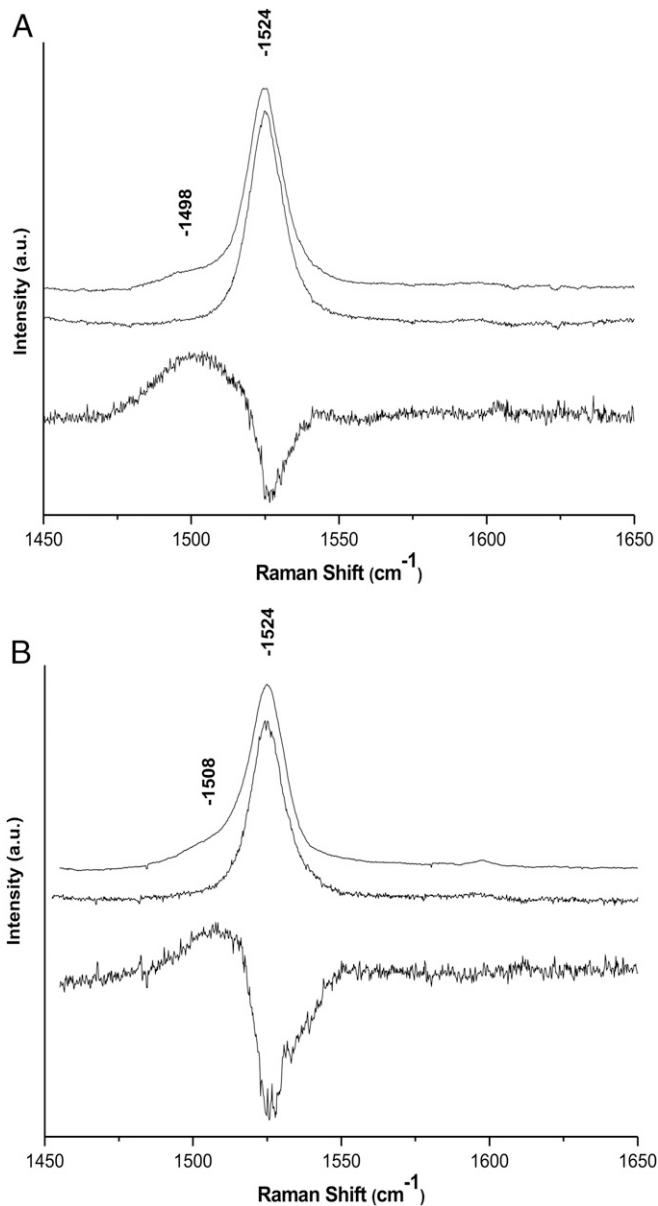 A
-1524
-1498
Intensity (a.u.)
1450
1500
1550
1600
1650
Raman Shift (cm-1)
B
-1524
-1508
Intensity (a.u.)
1450
1500
1550
1600
1650
Raman Shift (cm-1)